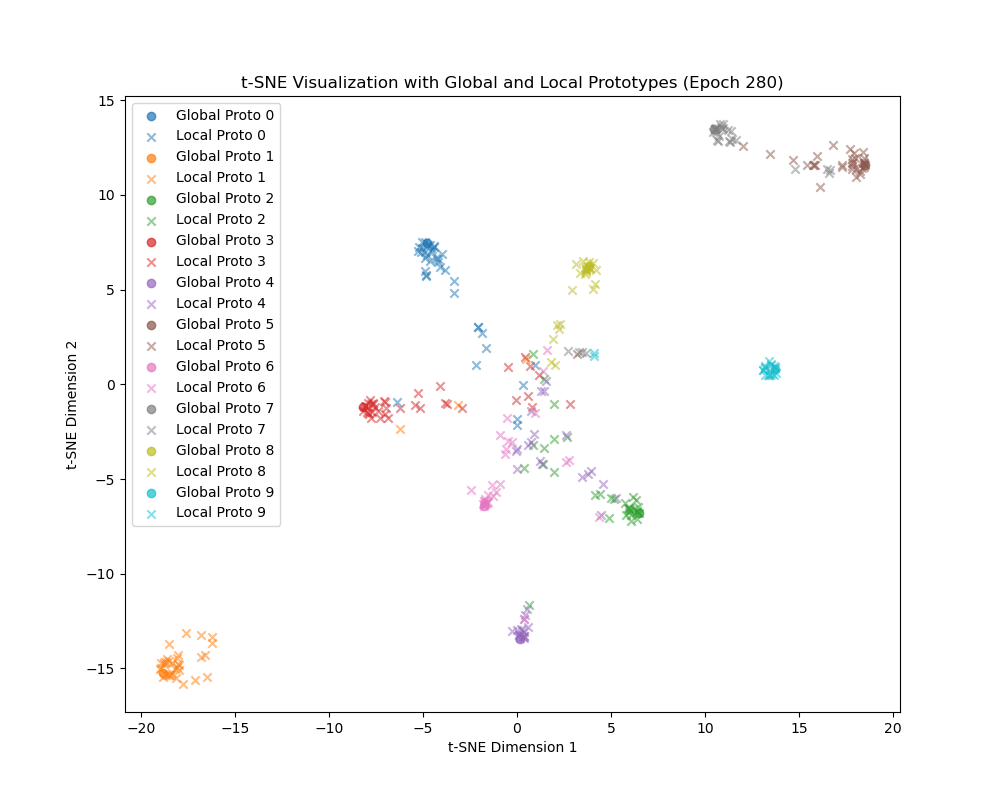 t-SNE Visualization with Global and Local Prototypes (Epoch 280)
15
10
5
0
−5
−10
−15
t-SNE Dimension 2
Global Proto 0
Local Proto 0
Global Proto 1
Local Proto 1
Global Proto 2
Local Proto 2
Global Proto 3
Local Proto 3
Global Proto 4
Local Proto 4
Global Proto 5
Local Proto 5
Global Proto 6
Local Proto 6
Global Proto 7
Local Proto 7
Global Proto 8
Local Proto 8
Global Proto 9
Local Proto 9
−20 −15 −10 −5 0 5 10 15 20
t-SNE Dimension 1